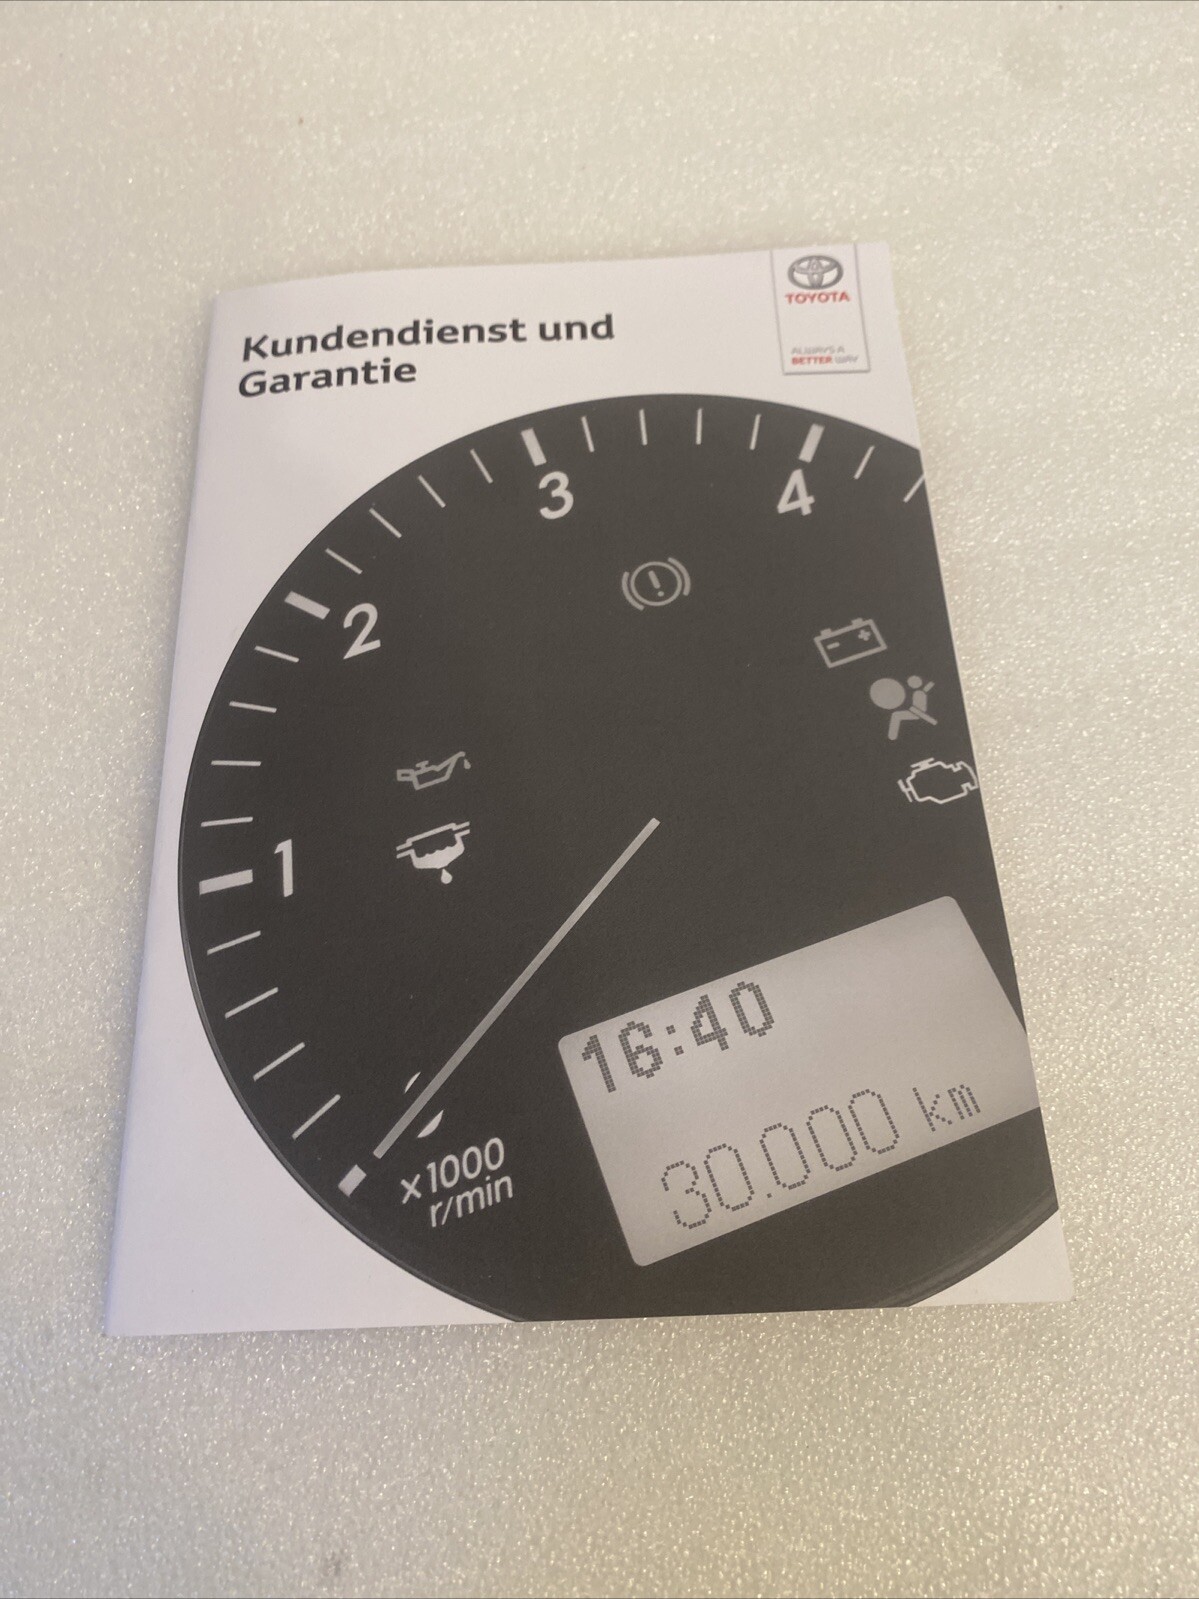 TOYOTA
ALWAYS A
BETTER WAY
Kundendienst und
Garantie
3
4
2
1
16:40
30.000 km
x1000
r/min